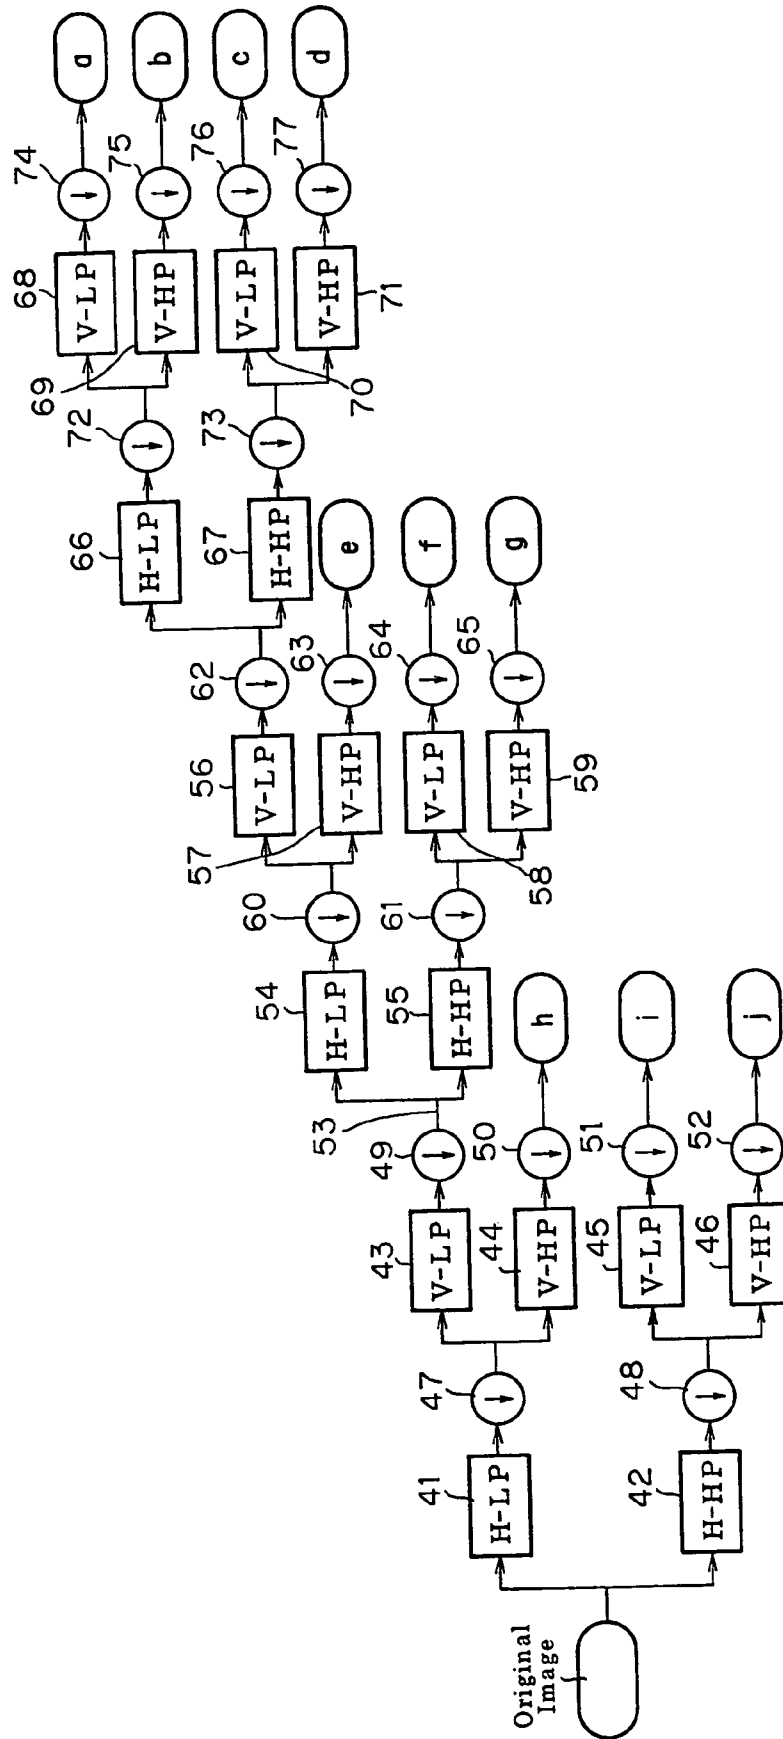 Original
Image
41
H-LP
42
H-HP
47
48
43
V-LP
44
V-HP
45
V-LP
46
V-HP
49
50
51
52
53
h
i
j
54
H-LP
55
H-HP
60
61
56
V-LP
57
V-HP
58
V-LP
59
V-HP
62
63
64
65
e
f
g
66
H-LP
67
H-HP
72
73
68
V-LP
69
V-HP
70
V-LP
71
V-HP
74
75
76
77
a
b
c
d